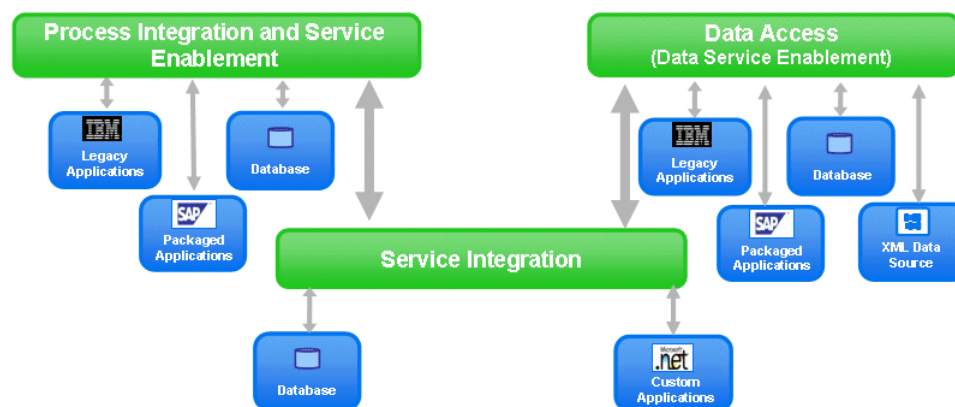 Process Integration and Service
Enablement
Data Access
(Data Service Enablement)
IBM
Legacy
Applications
Database
SAP
Packaged
Applications
IBM
Legacy
Applications
Database
SAP
Packaged
Applications
XML Data
Source
Service Integration
Database
Microsoft
.net
Custom
Applications